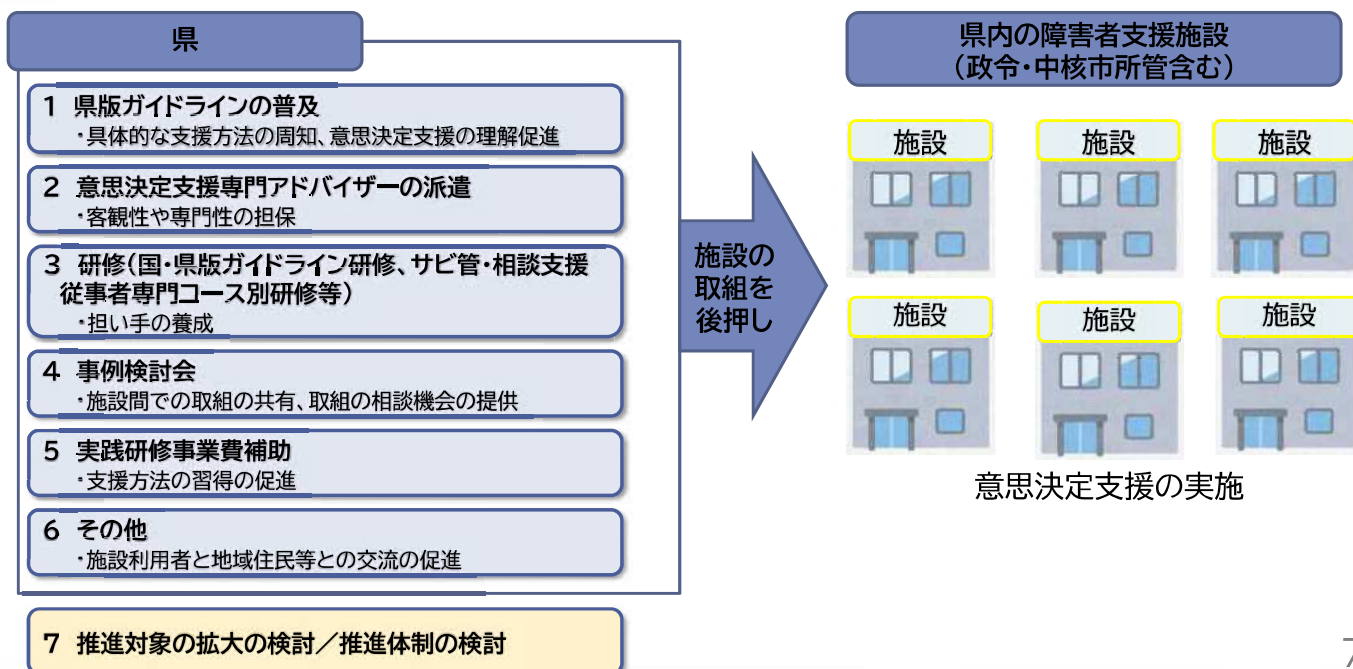 県
1 県版ガイドラインの普及
・具体的な支援方法の周知、意思決定支援の理解促進
2 意思決定支援専門アドバイザーの派遣
・客観性や専門性の担保
3 研修(国・県版ガイドライン研修、サビ管・相談支援
従事者専門コース別研修等)
・担い手の養成
4 事例検討会
・施設間での取組の共有、取組の相談機会の提供
5 実践研修事業費補助
・支援方法の習得の促進
6 その他
・施設利用者と地域住民等との交流の促進
7 推進対象の拡大の検討/推進体制の検討
施設の
取組を
後押し
県内の障害者支援施設
(政令・中核市所管含む)
施設
施設
施設
施設
施設
施設
意思決定支援の実施